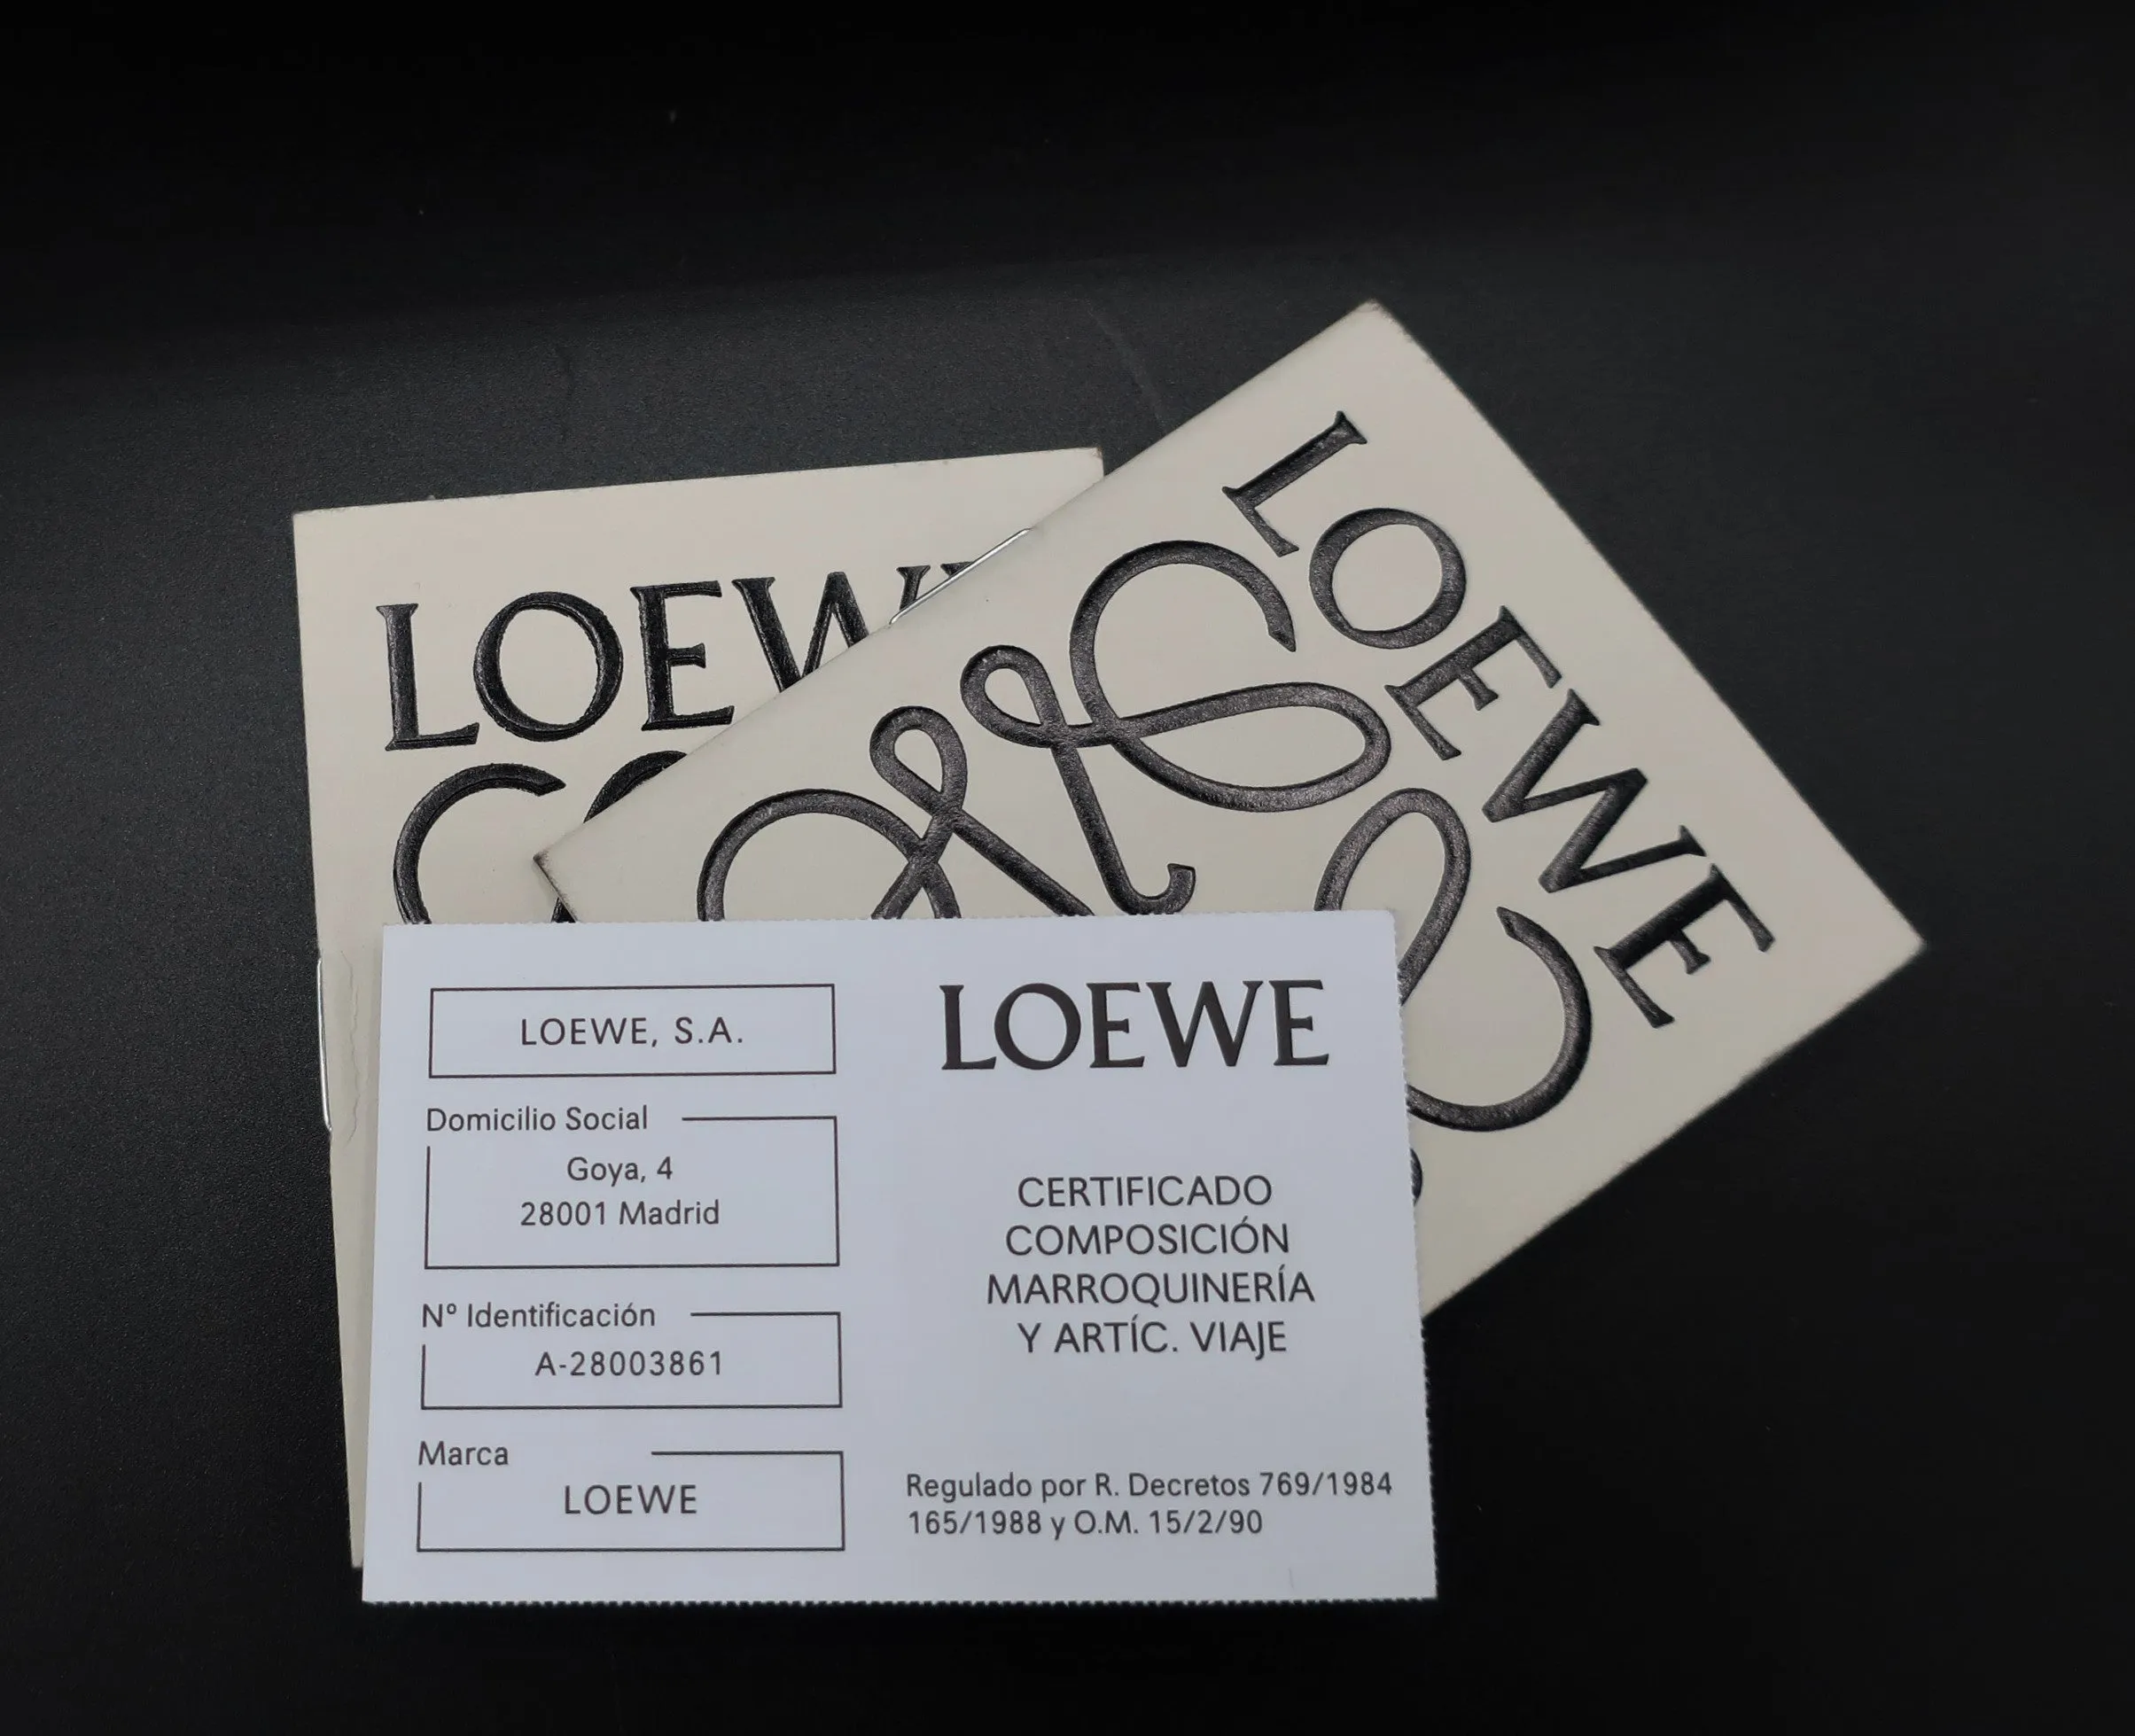 LOEWE
LOEWE
LOEWE, S.A.
Domicilio Social
Goya, 4
28001 Madrid
Nº Identificación
A-28003861
Marca
LOEWE
LOEWE
CERTIFICADO
COMPOSICIÓN
MARROQUINERÍA
Y ARTÍC. VIAJE
Regulado por R. Decretos 769/1984
165/1988 y O.M. 15/2/90